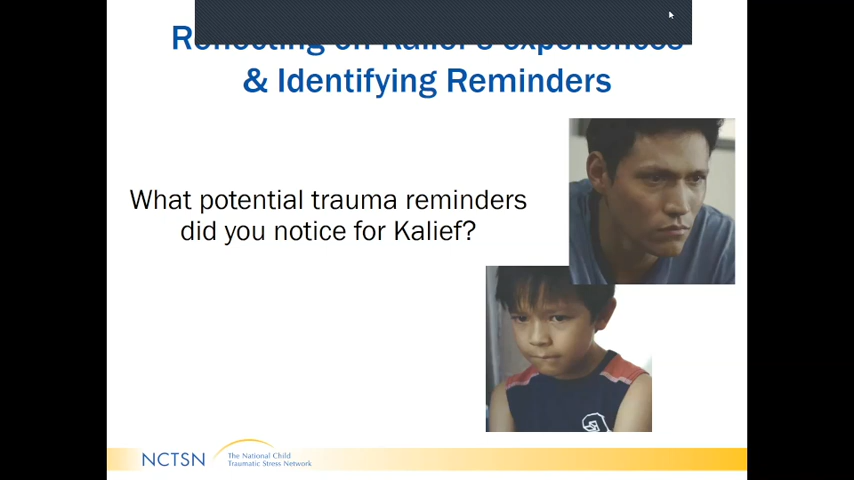 Reflecting on Kalief's experiences
& Identifying Reminders
What potential trauma reminders
did you notice for Kalief?
NCTSN
The National Child
Traumatic Stress Network